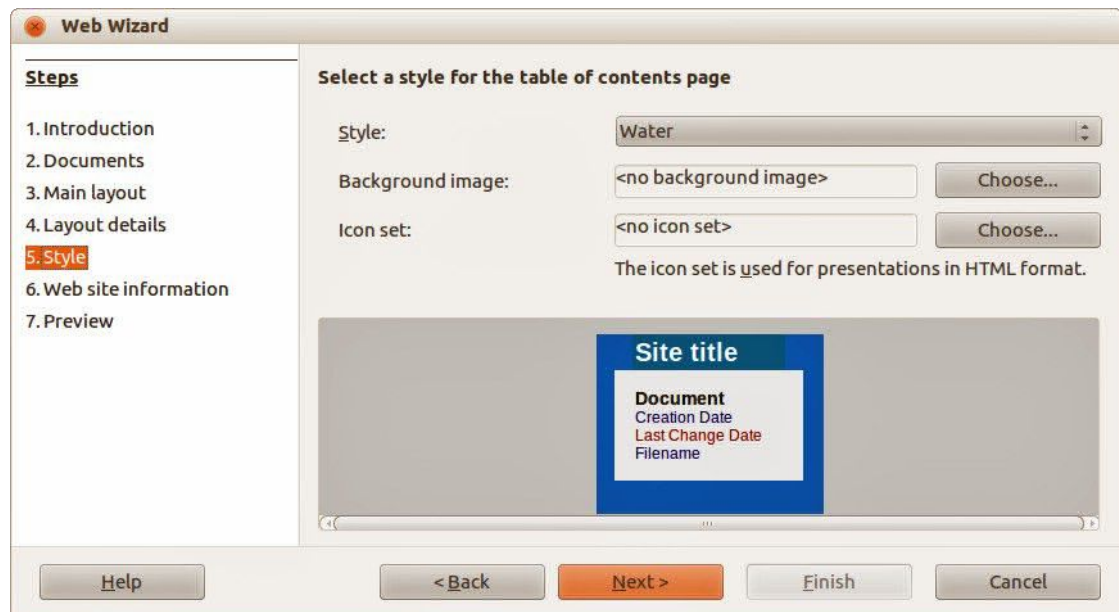 Web Wizard
Steps
1. Introduction
2. Documents
3. Main layout
4. Layout details
5. Style
6. Web site information
7. Preview
Select a style for the table of contents page
Style:
Water
Background image:
<no background image>
Choose...
Icon set:
<no icon set>
Choose...
The icon set is used for presentations in HTML format.
Site title
Document
Creation Date
Last Change Date
Filename
Help
< Back
Next >
Finish
Cancel